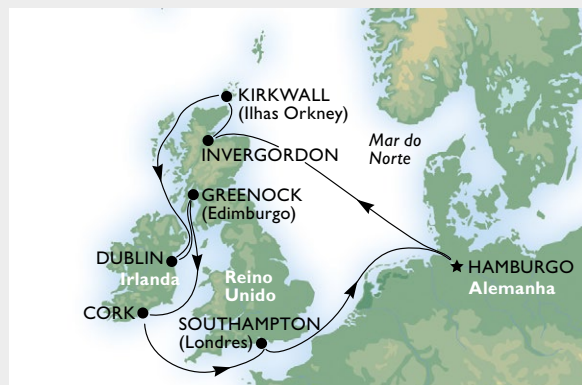 KIRKWALL
(Ilhas Orkney)
Mar do
Norte
INVERGORDON
GREENOCK
(Edimburgo)
DUBLIN
Irlanda
Reino
Unido
HAMBURGO
Alemanha
CORK
SOUTHAMPTON
(Londres)